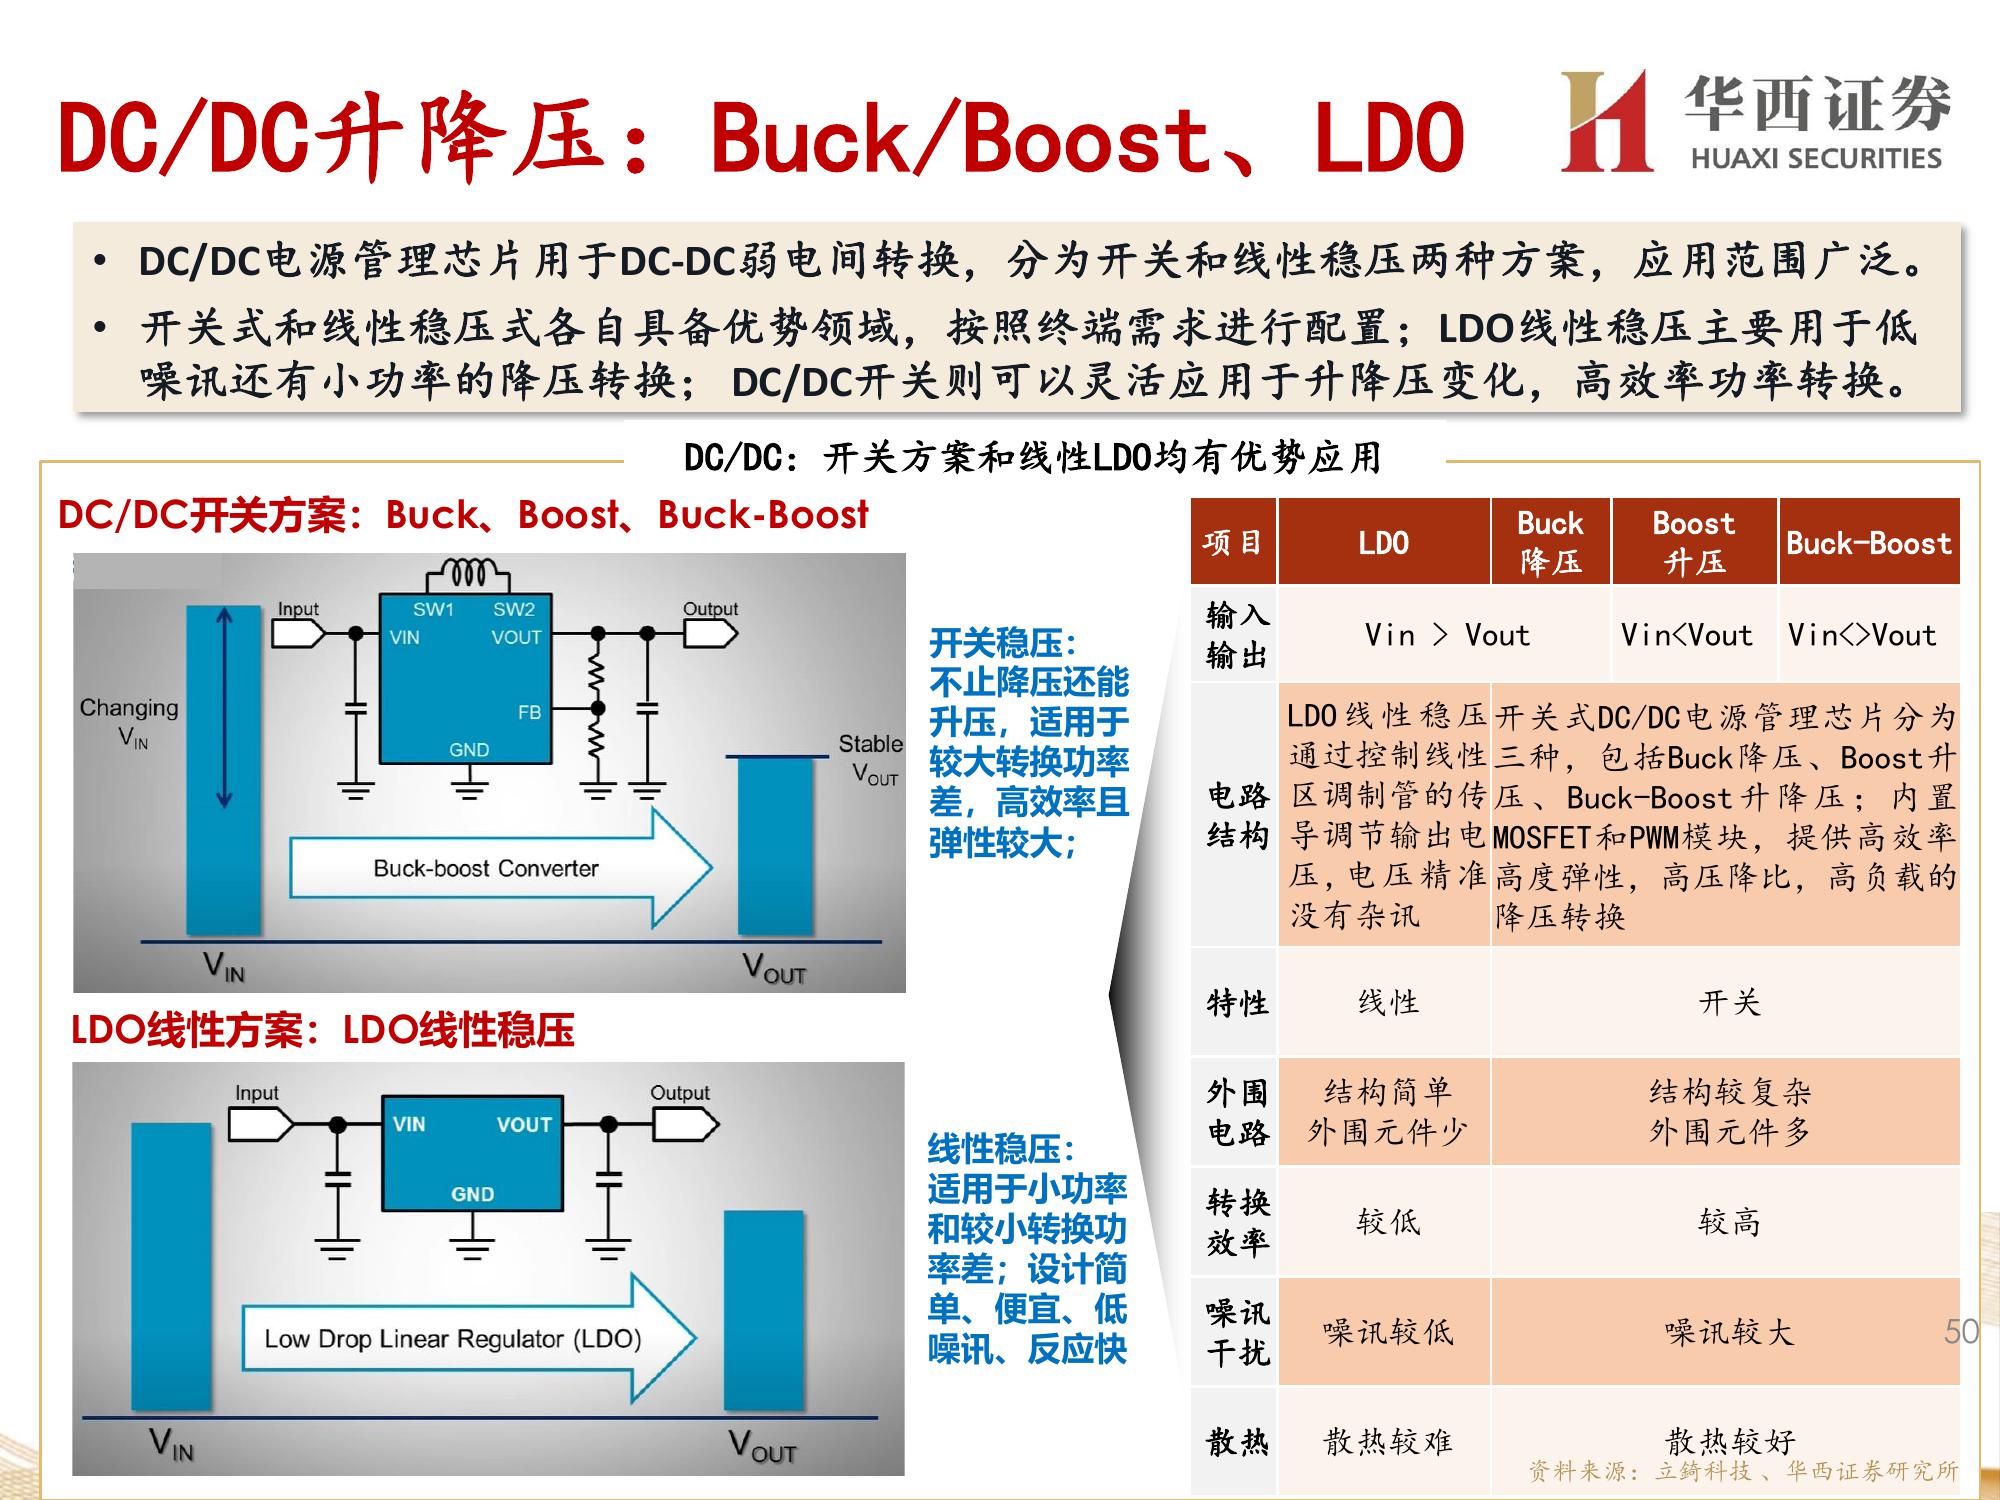 DC/DC升降压：Buck/Boost、LDO
华西证券
HUAXI SECURITIES
• DC/DC电源管理芯片用于DC-DC弱电间转换，分为开关和线性稳压两种方案，应用范围广泛。
• 开关式和线性稳压式各自具备优势领域，按照终端需求进行配置；LDO线性稳压主要用于低
噪讯还有小功率的降压转换； DC/DC开关则可以灵活应用于升降压变化，高效率功率转换。
DC/DC：开关方案和线性LDO均有优势应用
DC/DC开关方案：Buck、Boost、Buck-Boost
Input
SW1 SW2
Output
VIN VOUT
Changing
VIN
FB
GND
Stable
VOUT
Buck-boost Converter
VIN
VOUT
开关稳压：
不止降压还能
升压，适用于
较大转换功率
差，高效率且
弹性较大；
LDO线性方案：LDO线性稳压
Input
Output
VIN VOUT
GND
Low Drop Linear Regulator (LDO)
VIN
VOUT
线性稳压：
适用于小功率
和较小转换功
率差；设计简
单、便宜、低
噪讯、反应快
项目
LDO
Buck
降压
Boost
升压
Buck-Boost
输入
输出
Vin > Vout
Vin<Vout
Vin<>Vout
电路
结构
LDO线性稳压
通过控制线性
区调制管的传
导调节输出电
压，电压精准
没有杂讯
开关式DC/DC电源管理芯片分为
三种，包括Buck降压、Boost升
压、Buck-Boost升降压；内置
MOSFET和PWM模块，提供高效率
高度弹性，高压降比，高负载的
降压转换
特性
线性
开关
外围
电路
结构简单
外围元件少
结构较复杂
外围元件多
转换
效率
较低
较高
噪讯
干扰
噪讯较低
噪讯较大
50
散热
散热较难
散热较好
资料来源：立錡科技、华西证券研究所